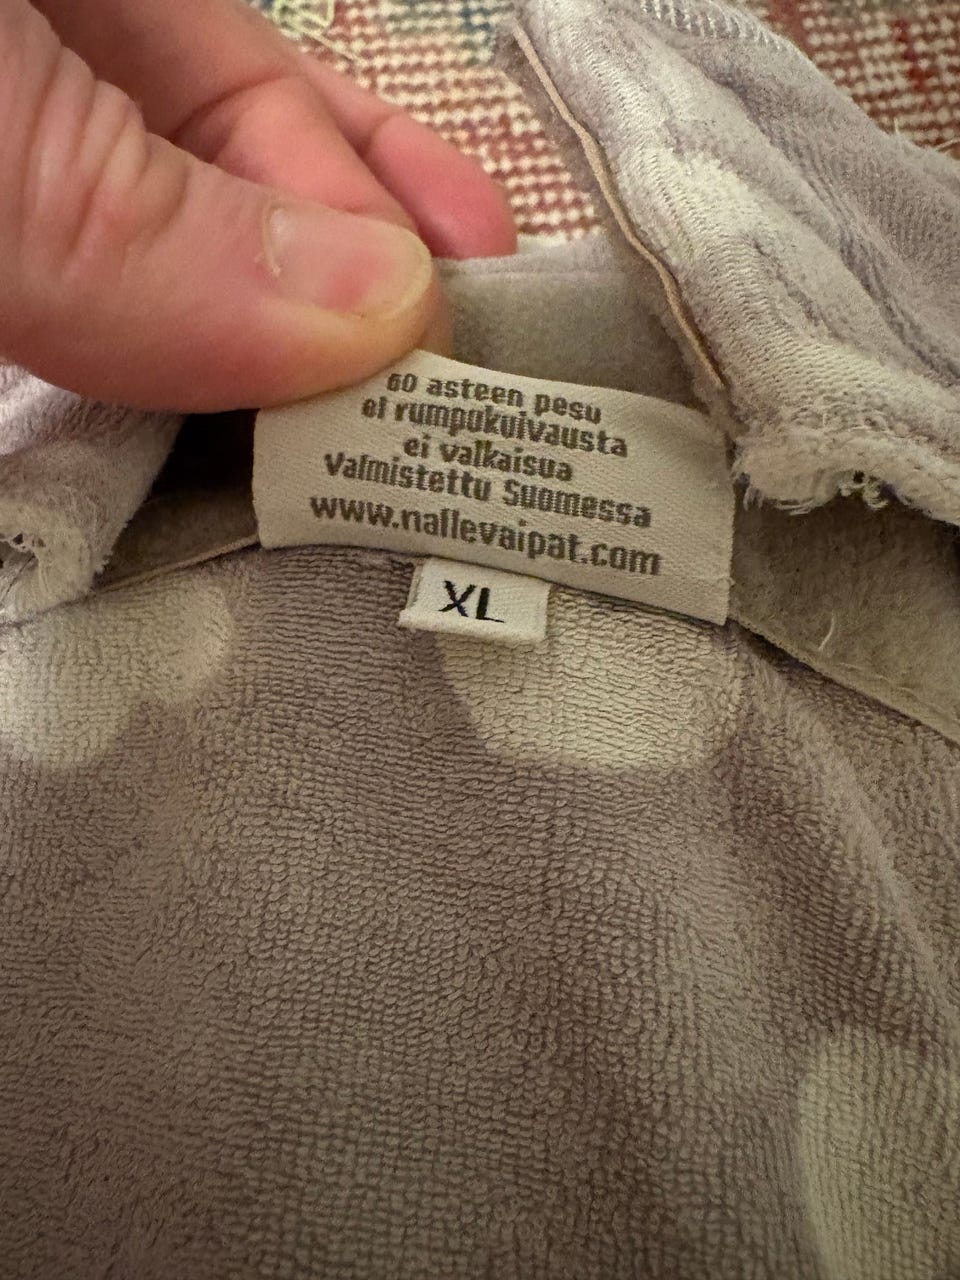 60 asteen pesu
ei rumpukuivausta
ei valkaisua
Valmistettu Suomessa
www.nallevaipat.com
XL